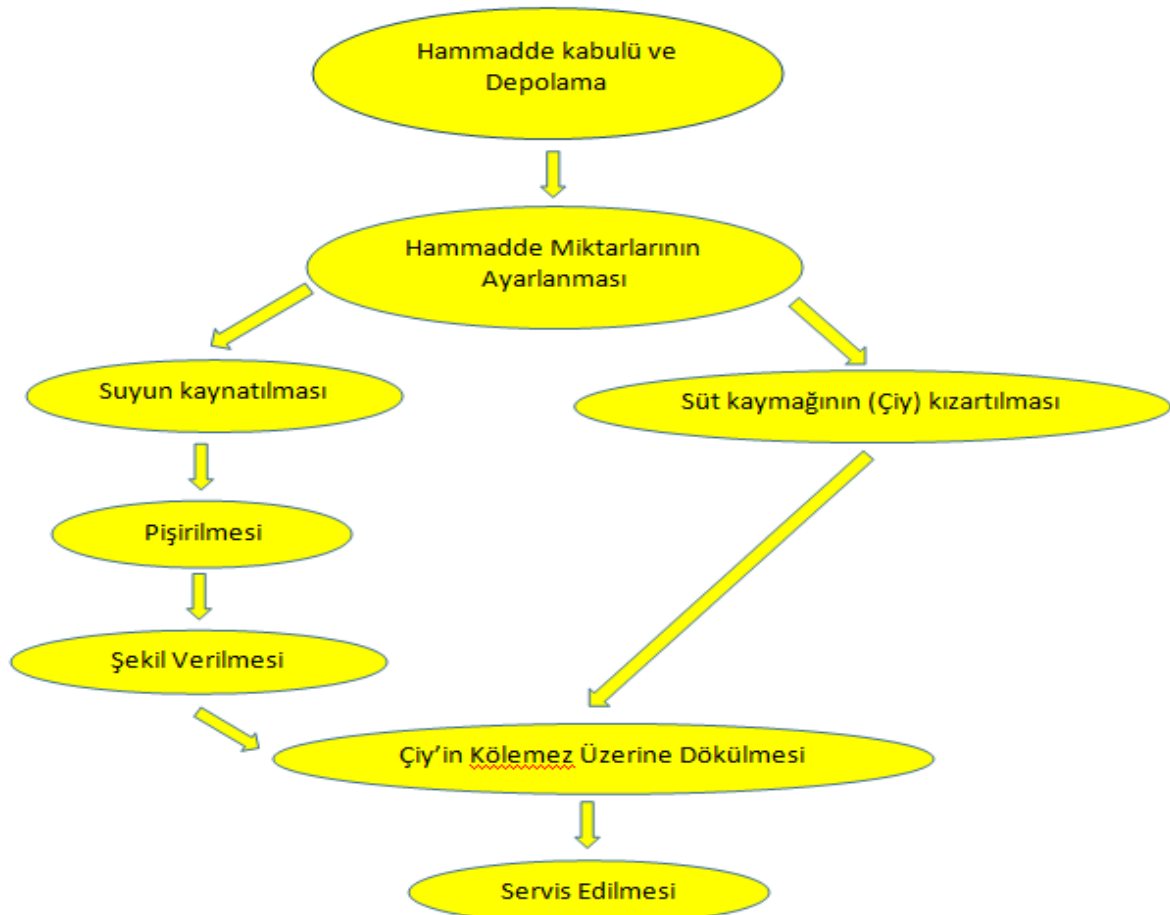 Hammadde kabulü ve
Depolama
Hammadde Miktarlarının
Ayarlanması
Suyun kaynatılması
Süt kaymağının (Çiy) kızartılması
Pişirilmesi
Şekil Verilmesi
Çiy’in Kölemez Üzerine Dökülmesi
Servis Edilmesi